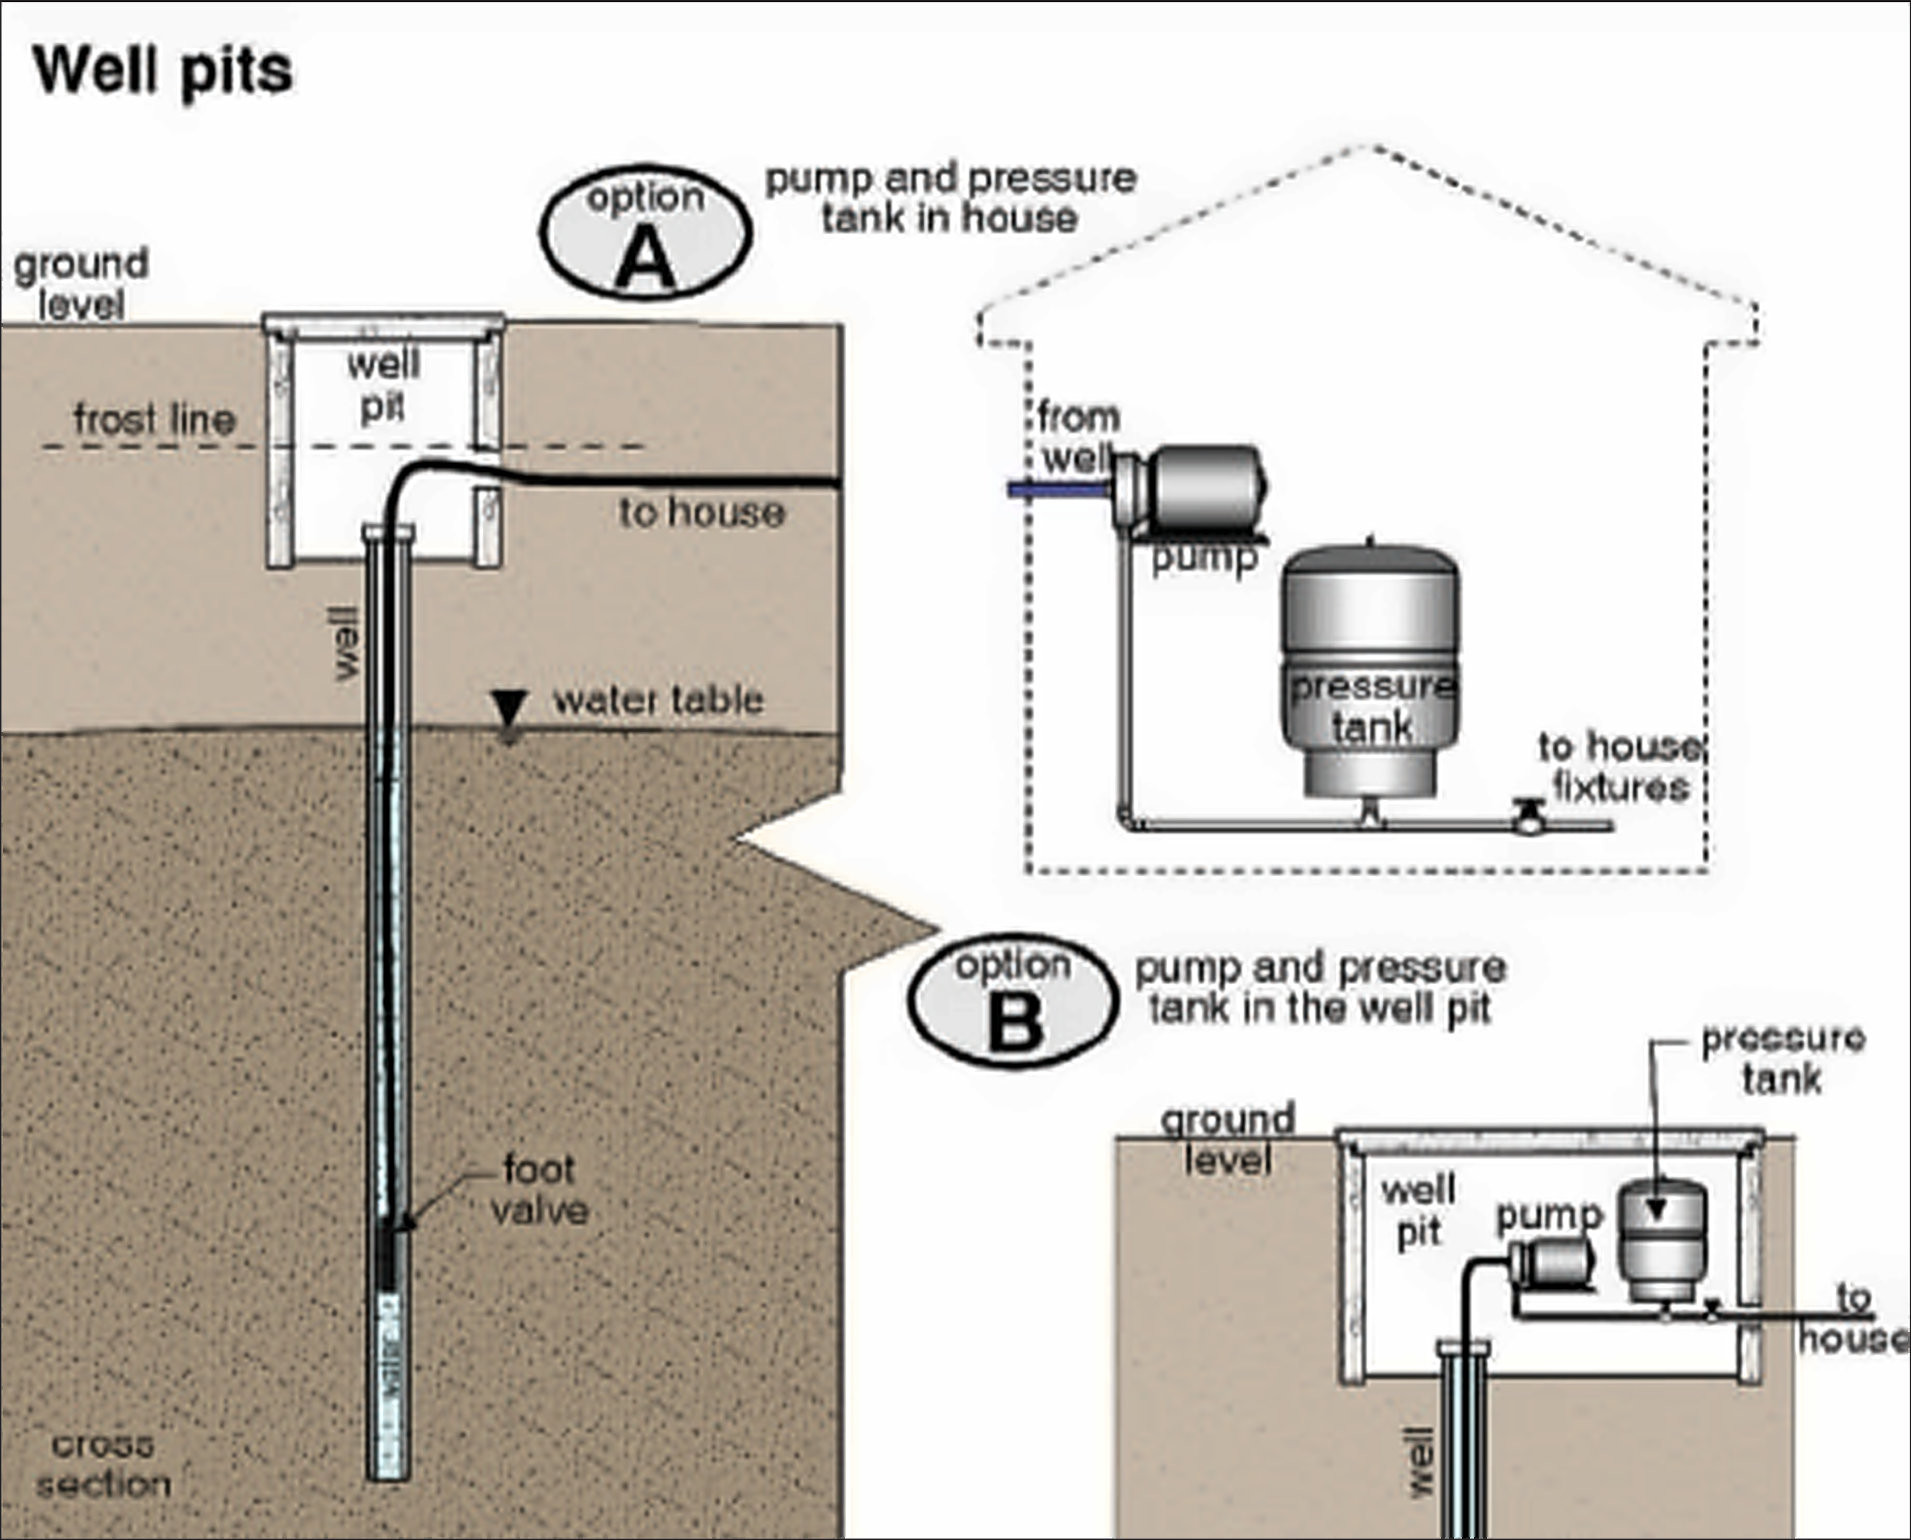 Well pits
option
A
pump and pressure
tank in house
ground
level
well
pit
frost line
to house
well
water table
foot
valve
water
cross
section
from
well
pump
pressure
tank
to house
fixtures
option
B
pump and pressure
tank in the well pit
pressure
tank
ground
level
well
pit
pump
to
house
well